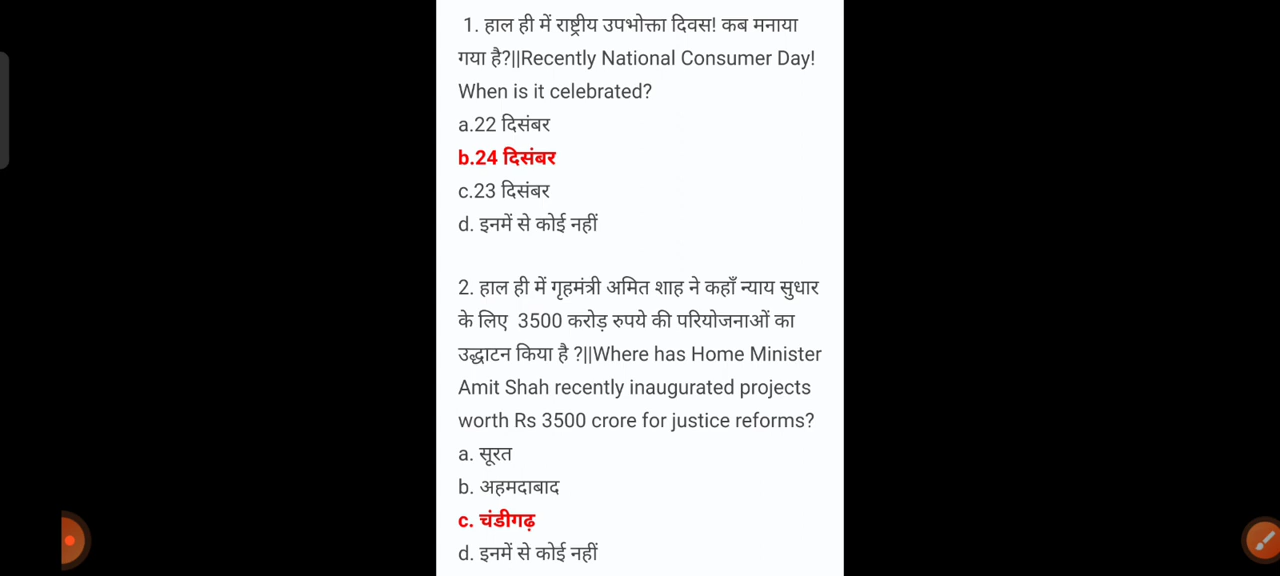 1. हाल ही में राष्ट्रीय उपभोक्ता दिवस! कब मनाया
गया है?||Recently National Consumer Day!
When is it celebrated?
a.22 दिसंबर
b.24 दिसंबर
c.23 दिसंबर
d. इनमें से कोई नहीं
2. हाल ही में गृहमंत्री अमित शाह ने कहाँ न्याय सुधार
के लिए 3500 करोड़ रुपये की परियोजनाओं का
उद्धाटन किया है ?||Where has Home Minister
Amit Shah recently inaugurated projects
worth Rs 3500 crore for justice reforms?
a. सूरत
b. अहमदाबाद
c. चंडीगढ़
d. इनमें से कोई नहीं